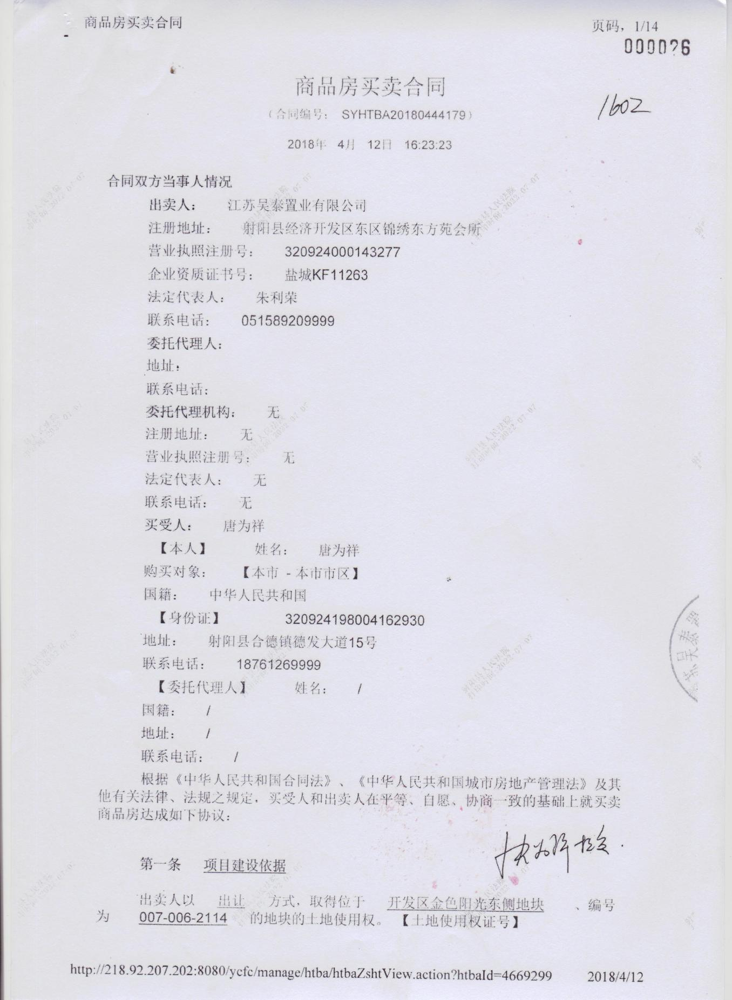 商品房买卖合同
页码，1/14
000026
商品房买卖合同
1602
（合同编号： SYHTBA20180444179）
2018年 4月 12日 16:23:23
合同双方当事人情况
出卖人： 江苏吴泰置业有限公司
注册地址： 射阳县经济开发区东区锦绣东方苑会所
营业执照注册号： 320924000143277
企业资质证书号： 盐城KF11263
法定代表人： 朱利荣
联系电话： 051589209999
委托代理人：
地址：
联系电话：
委托代理机构： 无
注册地址： 无
营业执照注册号： 无
法定代表人： 无
联系电话： 无
买受人： 唐为祥
【本人】 姓名： 唐为祥
购买对象： 【本市 - 本市市区】
国籍： 中华人民共和国
【身份证】 320924198004162930
地址： 射阳县合德镇德发大道15号
联系电话： 18761269999
【委托代理人】 姓名： /
国籍： /
地址： /
联系电话： /
根据《中华人民共和国合同法》、《中华人民共和国城市房地产管理法》及其
他有关法律、法规之规定，买受人和出卖人在平等、自愿、协商一致的基础上就买卖
商品房达成如下协议：
第一条 项目建设依据
出卖人以 出让 方式，取得位于 开发区金色阳光东侧地块 、编号
为 007-006-2114 的地块的土地使用权。【土地使用权证号】
http://218.92.207.202:8080/ycfc/manage/htba/htbaZshtView.action?htbaId=4669299
2018/4/12
射阳县人民法院
打印时间:2022-07-07